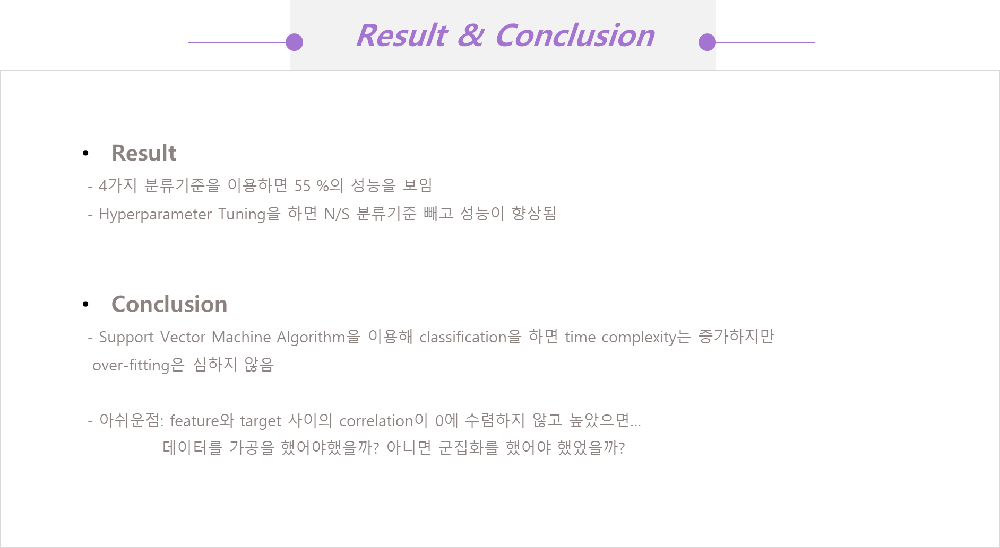 Result & Conclusion
• Result
- 4가지 분류기준을 이용하면 55 %의 성능을 보임
- Hyperparameter Tuning을 하면 N/S 분류기준 빼고 성능이 향상됨
• Conclusion
- Support Vector Machine Algorithm을 이용해 classification을 하면 time complexity는 증가하지만
over-fitting은 심하지 않음
- 아쉬운점: feature와 target 사이의 correlation이 0에 수렴하지 않고 높았으면...
데이터를 가공을 했어야했을까? 아니면 군집화를 했어야 했었을까?